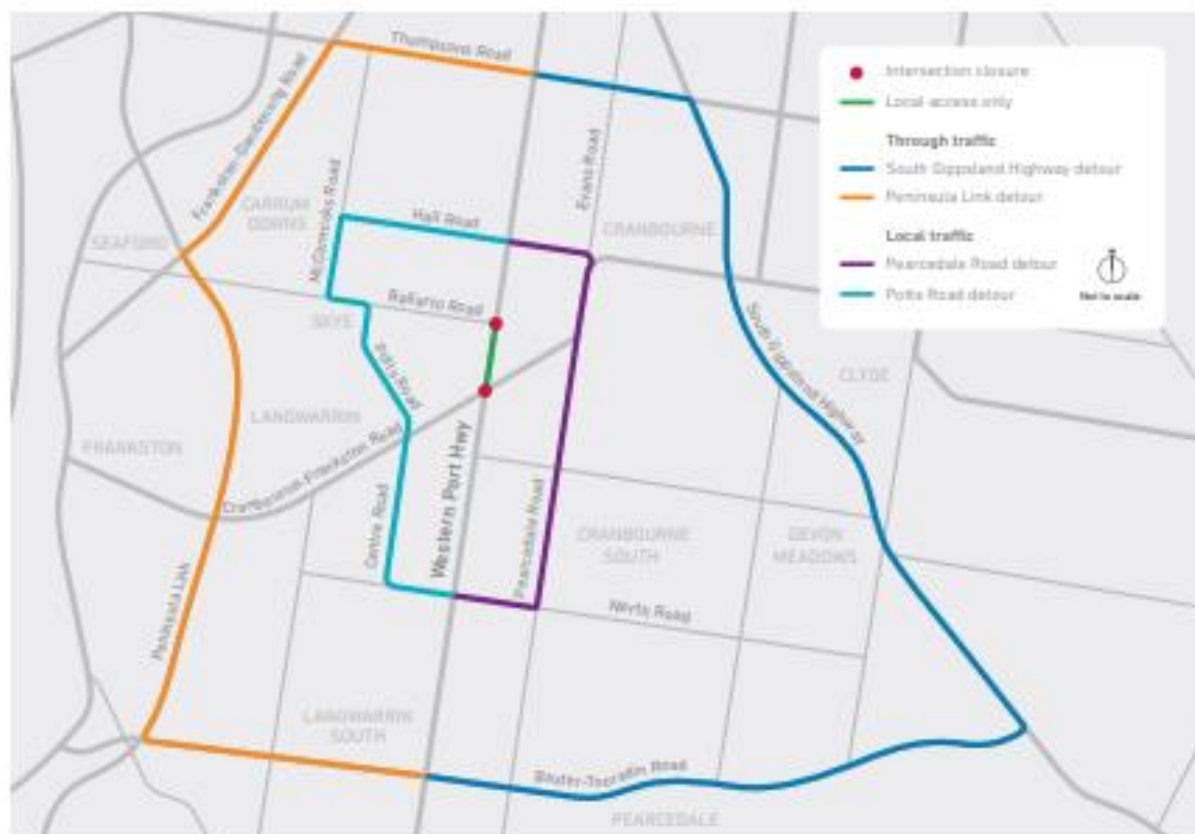 Thompsons Road
Intersection closure
Local access only
Through traffic
South Gippsland Highway detour
Peninsula Link detour
Local traffic
Pearcedale Road detour
Potts Road detour
Not to scale
Frankston-Dandenong Road
Evans Road
McCormicks Road
CARRUM
DOWNS
Hall Road
CRANBOURNE
SEAFORD
Ballarto Road
SKYE
South Gippsland Highway
CLYDE
Potts Road
LANGWARRIN
FRANKSTON
Cranbourne-Frankston Road
Western Port Hwy
Centre Road
Pearcedale Road
CRANBOURNE
SOUTH
DEVON
MEADOWS
Peninsula Link
LANGWARRIN
SOUTH
Baxter-Tooradin Road
PEARCEDALE